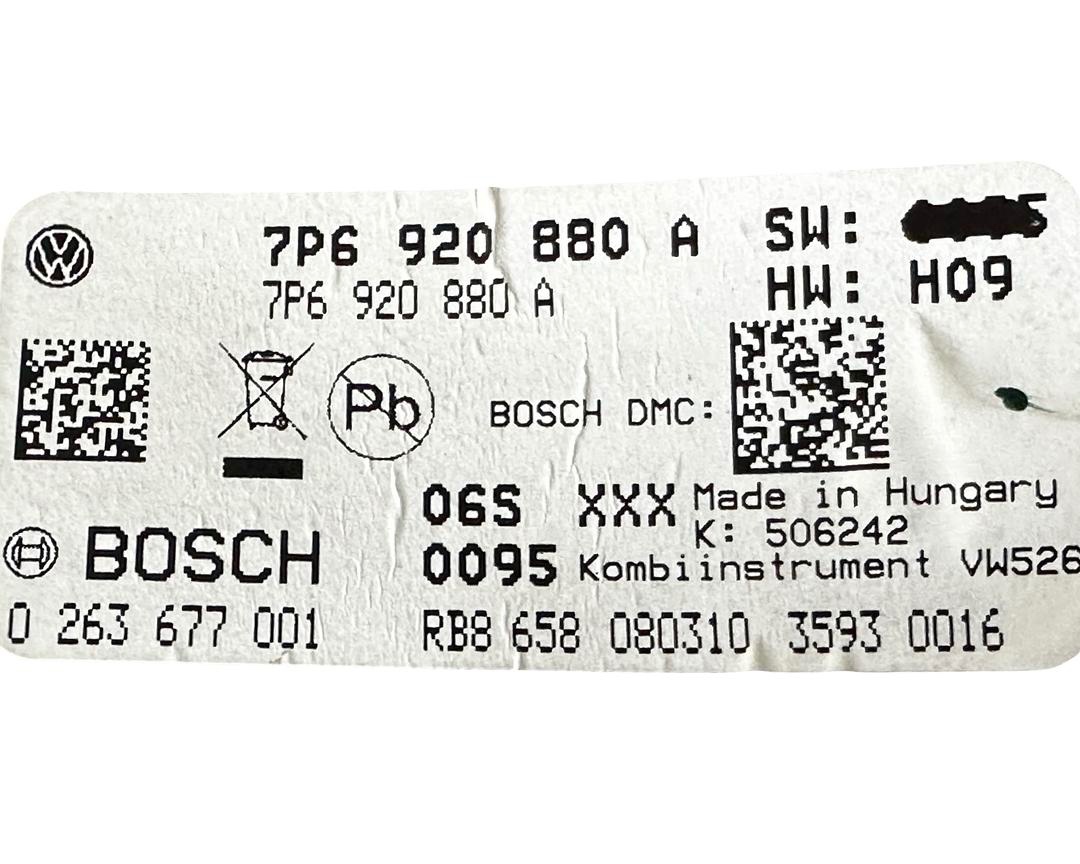 7P6 920 880 A SW: 5
7P6 920 880 A HW: H09
Pb
BOSCH DMC:
06S XXX Made in Hungary
K: 506242
BOSCH 0095 Kombiinstrument VW526
0 263 677 001 RB8 658 080310 3593 0016